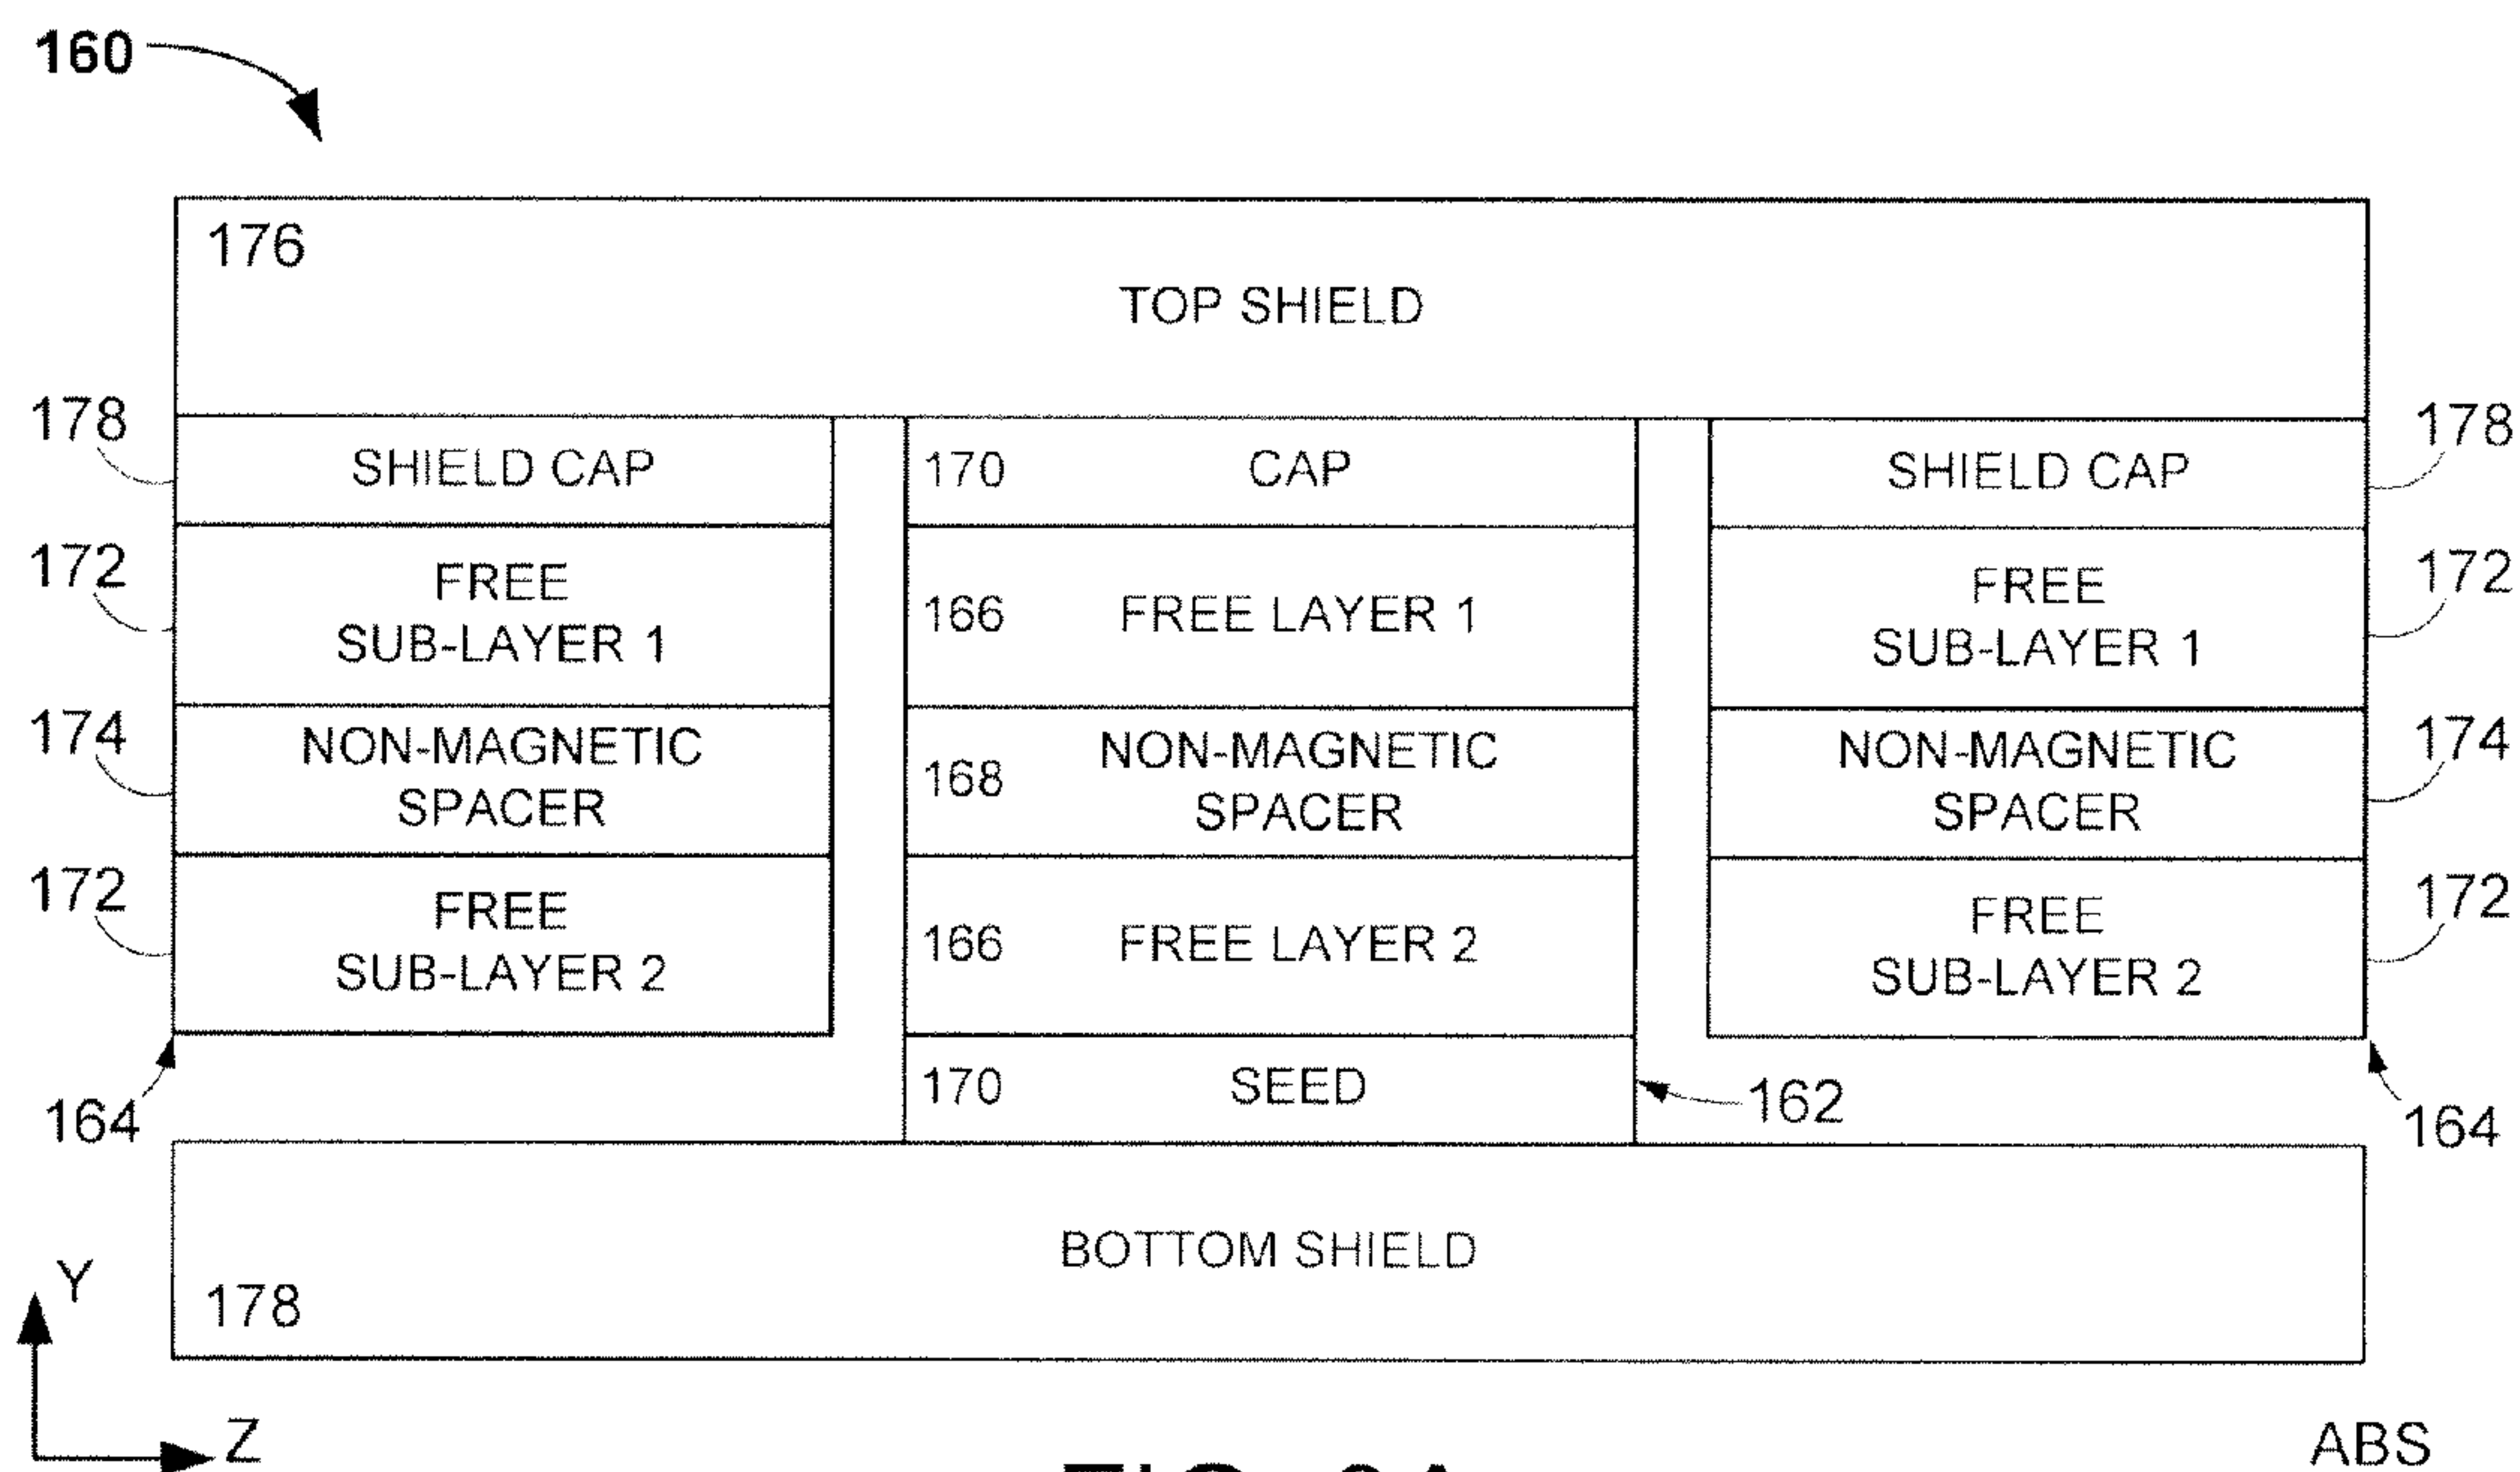 160
176
TOP SHIELD
178 SHIELD CAP 170 CAP SHIELD CAP 178
172 FREE
SUB-LAYER 1
166 FREE LAYER 1
FREE
SUB-LAYER 1 172
174 NON-MAGNETIC
SPACER
168 NON-MAGNETIC
SPACER
NON-MAGNETIC
SPACER 174
172 FREE
SUB-LAYER 2
166 FREE LAYER 2
FREE
SUB-LAYER 2 172
164 170 SEED 162 164
BOTTOM SHIELD
178
Y
Z
ABS